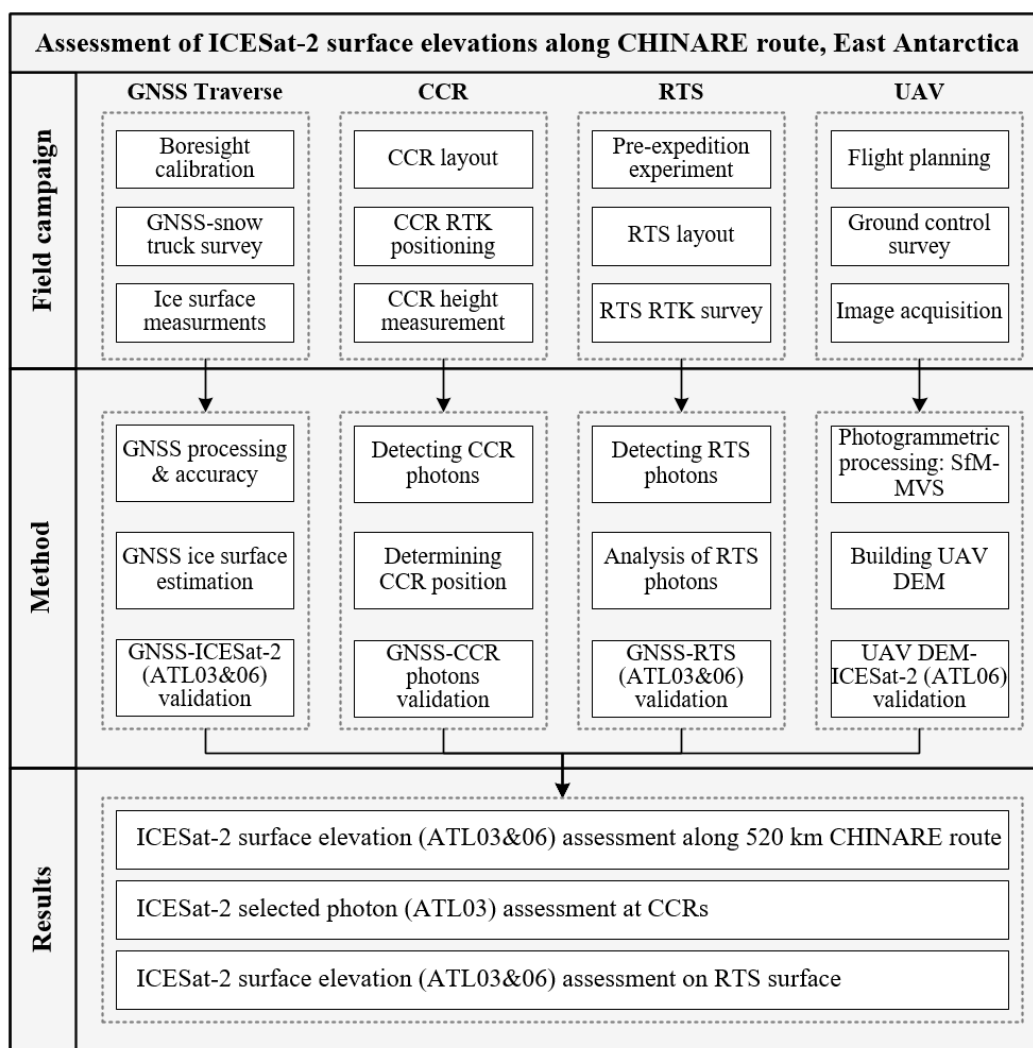 Assessment of ICESat-2 surface elevations along CHINARE route, East Antarctica
Field campaign
GNSS Traverse
Boresight
calibration
GNSS-snow
truck survey
Ice surface
measurments
CCR
CCR layout
CCR RTK
positioning
CCR height
measurement
RTS
Pre-expedition
experiment
RTS layout
RTS RTK survey
UAV
Flight planning
Ground control
survey
Image acquisition
Method
GNSS processing
& accuracy
GNSS ice surface
estimation
GNSS-ICESat-2
(ATL03&06)
validation
Detecting CCR
photons
Determining
CCR position
GNSS-CCR
photons
validation
Detecting RTS
photons
Analysis of RTS
photons
GNSS-RTS
(ATL03&06)
validation
Photogrammetric
processing: SfM-
MVS
Building UAV
DEM
UAV DEM-
ICESat-2 (ATL06)
validation
Results
ICESat-2 surface elevation (ATL03&06) assessment along 520 km CHINARE route
ICESat-2 selected photon (ATL03) assessment at CCRs
ICESat-2 surface elevation (ATL03&06) assessment on RTS surface